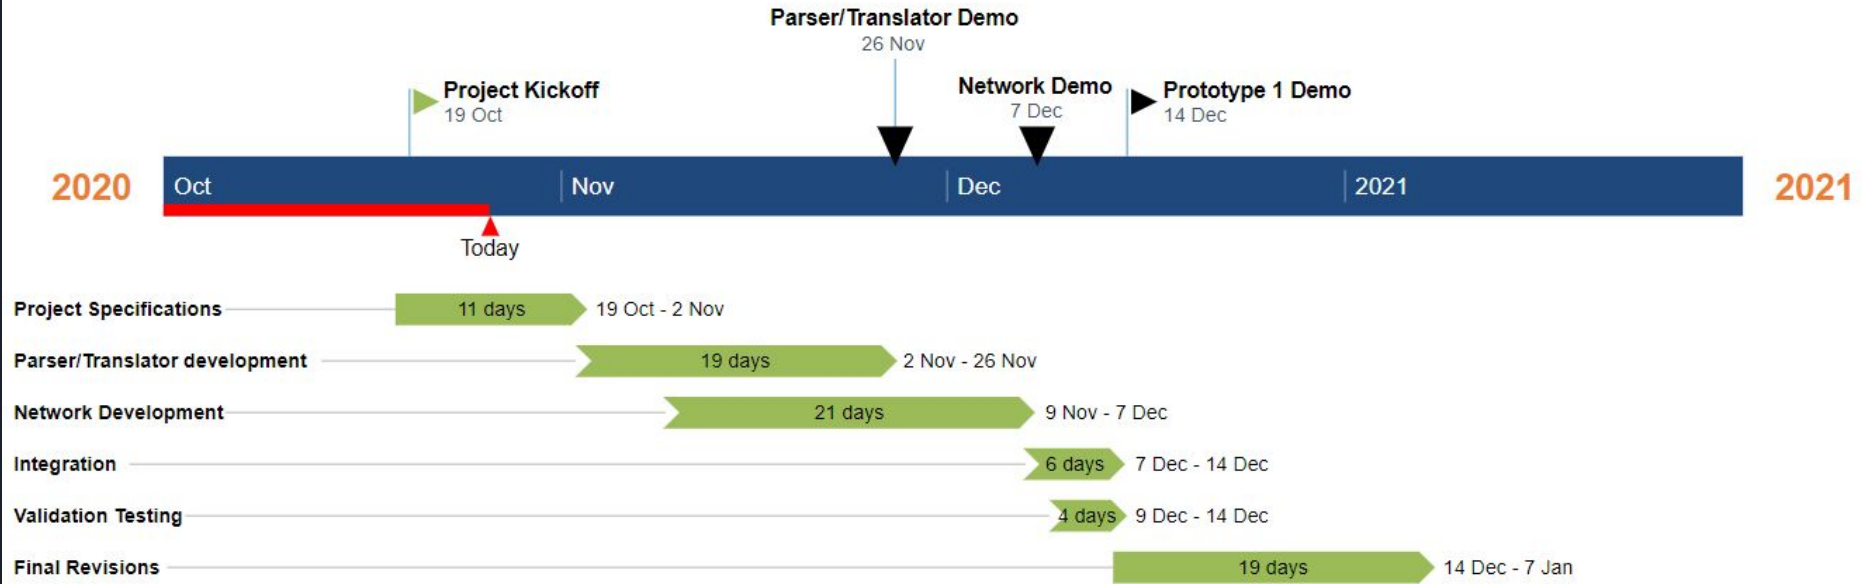 Parser/Translator Demo
26 Nov
Project Kickoff
19 Oct
Network Demo
7 Dec
Prototype 1 Demo
14 Dec
2020 Oct Nov Dec 2021 2021
Today
Project Specifications 11 days 19 Oct - 2 Nov
Parser/Translator development 19 days 2 Nov - 26 Nov
Network Development 21 days 9 Nov - 7 Dec
Integration 6 days 7 Dec - 14 Dec
Validation Testing 4 days 9 Dec - 14 Dec
Final Revisions 19 days 14 Dec - 7 Jan